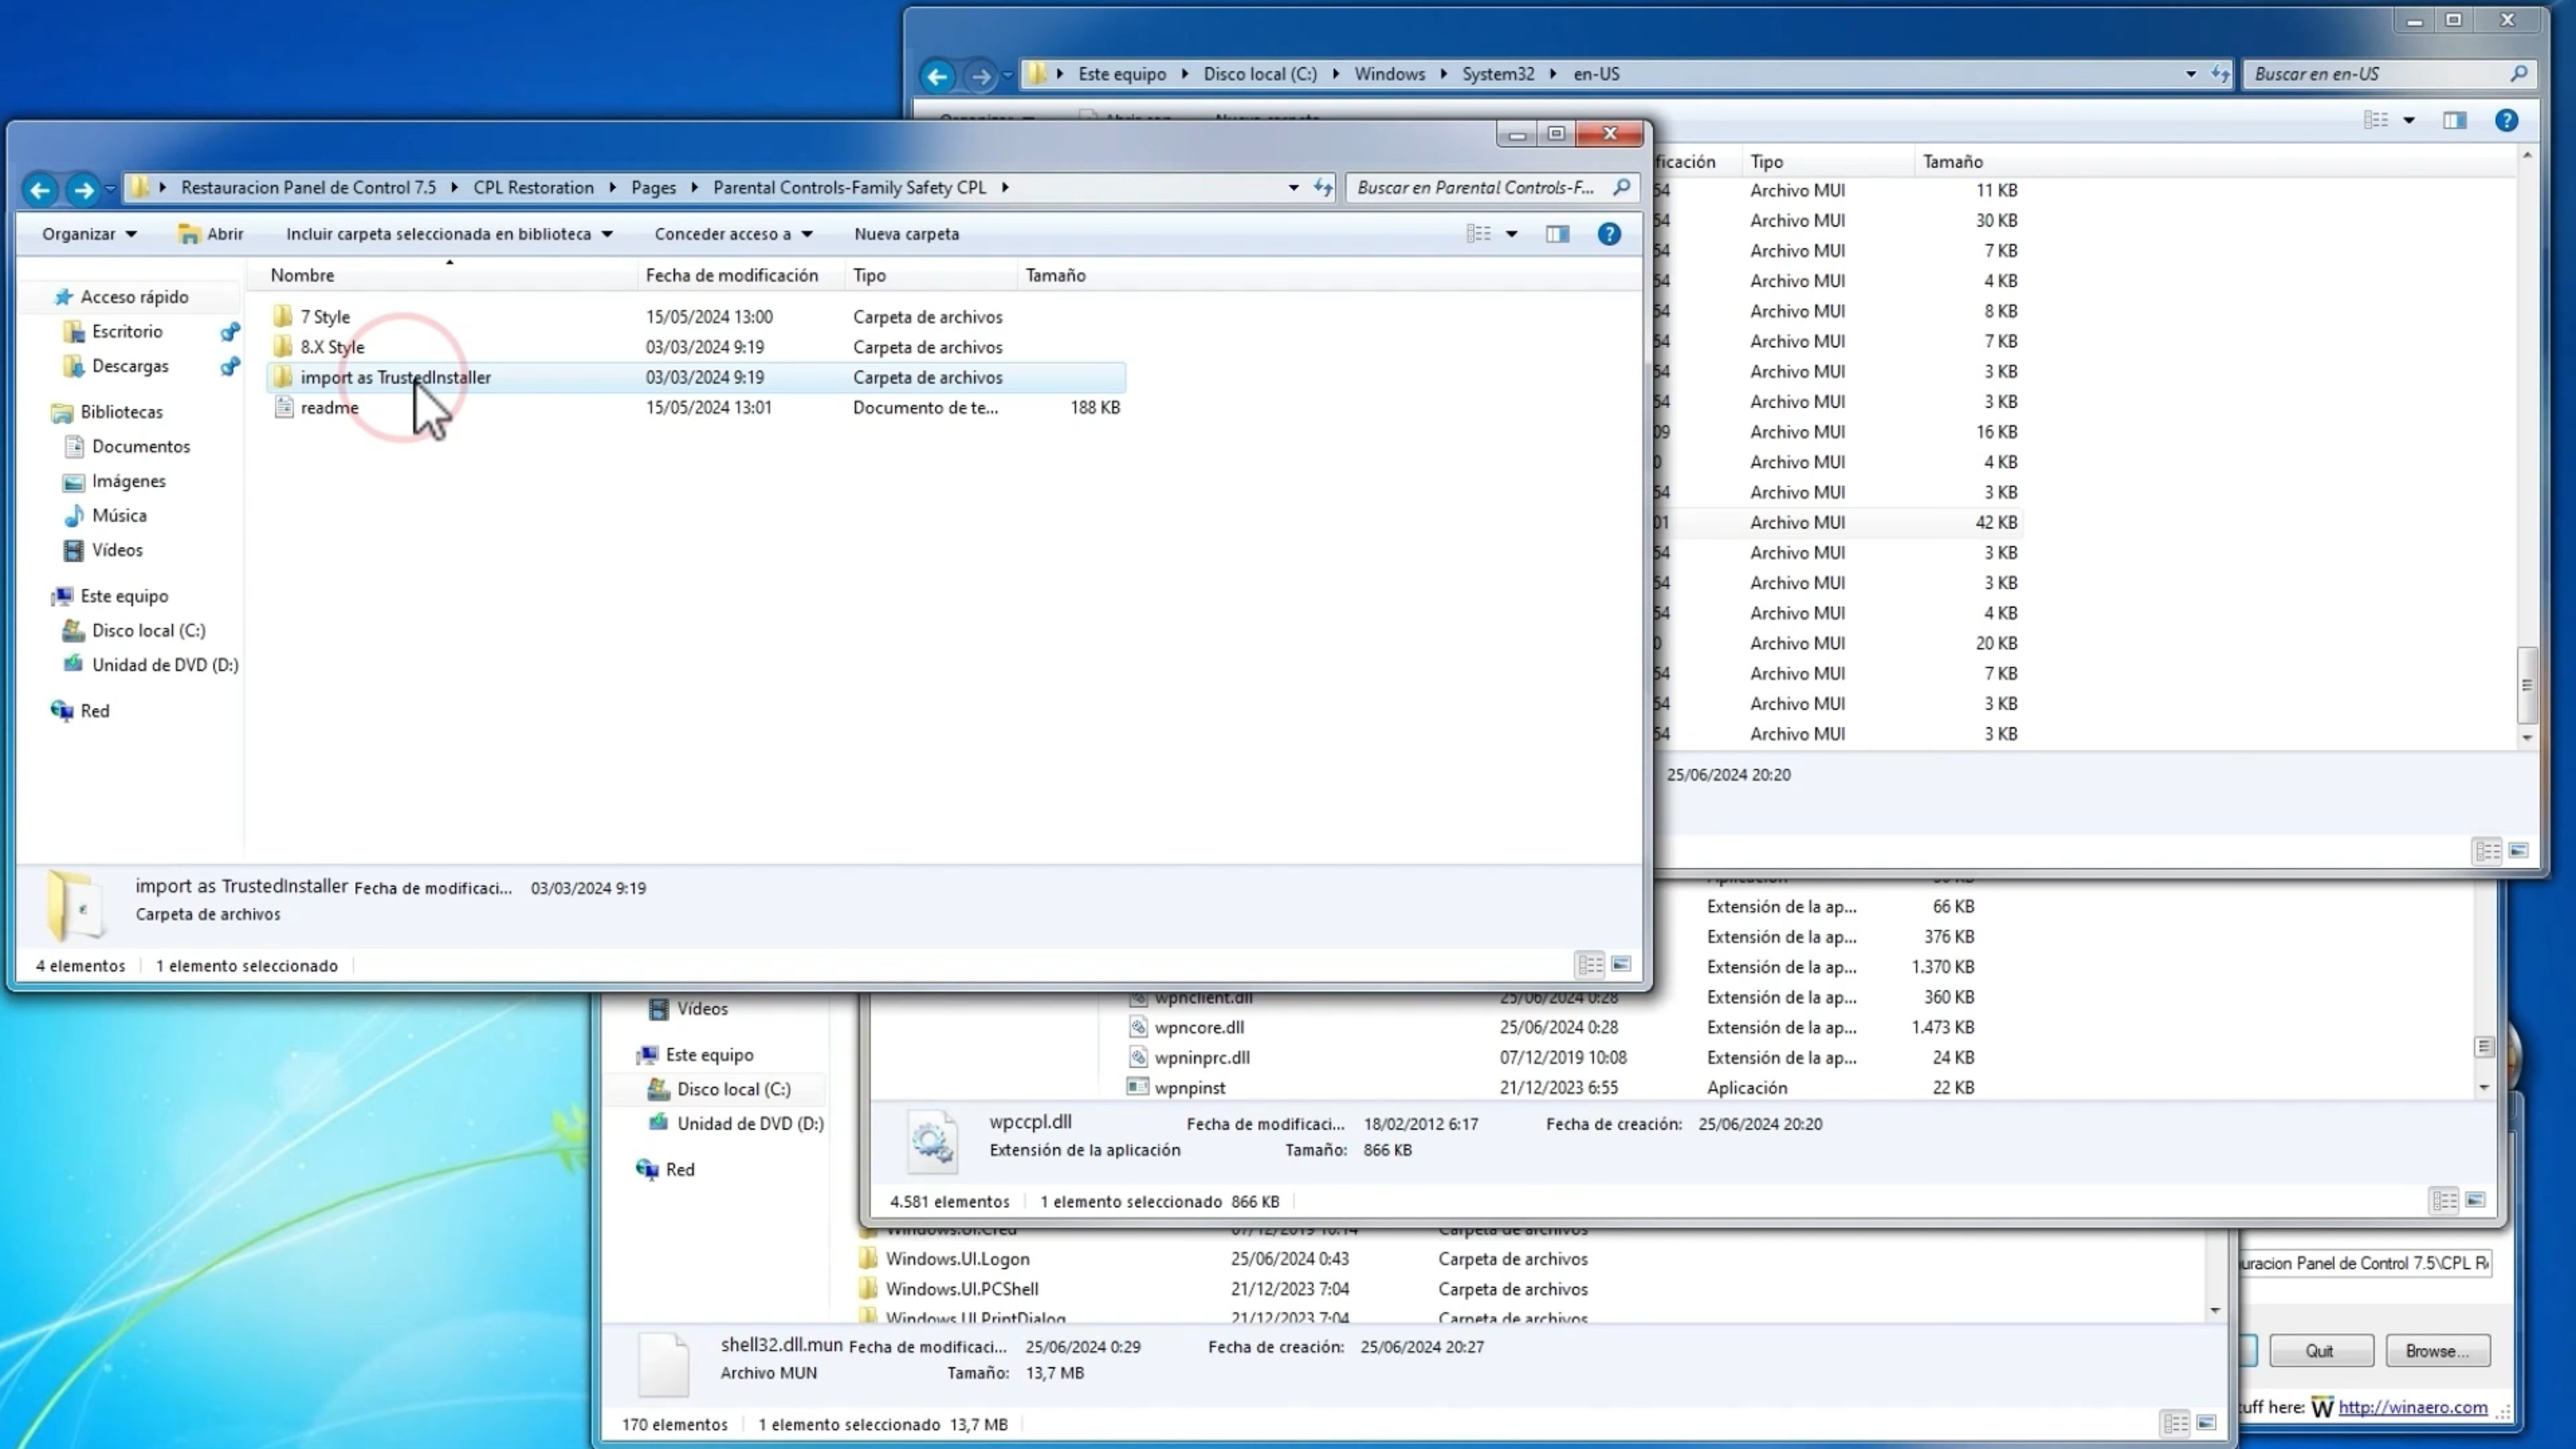 Este equipo Disco local (C:) Windows System32 en-US Buscar en en-US
Restauracion Panel de Control 7.5 CPL Restoration Pages Parental Controls-Family Safety CPL Buscar en Parental Controls-F...
Organizar Abrir Incluir carpeta seleccionada en biblioteca Conceder acceso a Nueva carpeta
Nombre Fecha de modificación Tipo Tamaño
7 Style 15/05/2024 13:00 Carpeta de archivos
8.X Style 03/03/2024 9:19 Carpeta de archivos
import as TrustedInstaller 03/03/2024 9:19 Carpeta de archivos
readme 15/05/2024 13:01 Documento de te... 188 KB
Acceso rápido
Escritorio
Descargas
Bibliotecas
Documentos
Imágenes
Música
Vídeos
Este equipo
Disco local (C:)
Unidad de DVD (D:)
Red
import as TrustedInstaller Fecha de modificaci... 03/03/2024 9:19
Carpeta de archivos
4 elementos 1 elemento seleccionado
ficación Tipo Tamaño
54 Archivo MUI 11 KB
54 Archivo MUI 30 KB
54 Archivo MUI 7 KB
54 Archivo MUI 4 KB
54 Archivo MUI 8 KB
54 Archivo MUI 7 KB
54 Archivo MUI 3 KB
54 Archivo MUI 3 KB
09 Archivo MUI 16 KB
0 Archivo MUI 4 KB
54 Archivo MUI 3 KB
01 Archivo MUI 42 KB
54 Archivo MUI 3 KB
54 Archivo MUI 3 KB
54 Archivo MUI 4 KB
0 Archivo MUI 20 KB
54 Archivo MUI 7 KB
54 Archivo MUI 3 KB
54 Archivo MUI 3 KB
25/06/2024 20:20
Extensión de la ap... 66 KB
Extensión de la ap... 376 KB
Extensión de la ap... 1.370 KB
wpnclient.dll 25/06/2024 0:28 Extensión de la ap... 360 KB
wpncore.dll 25/06/2024 0:28 Extensión de la ap... 1.473 KB
wpninprc.dll 07/12/2019 10:08 Extensión de la ap... 24 KB
wpnpinst 21/12/2023 6:55 Aplicación 22 KB
wpccpl.dll Fecha de modificaci... 18/02/2012 6:17 Fecha de creación: 25/06/2024 20:20
Extensión de la aplicación Tamaño: 866 KB
4.581 elementos 1 elemento seleccionado 866 KB
Vídeos
Este equipo
Disco local (C:)
Unidad de DVD (D:)
Red
Windows.UI.Cred 07/12/2019 10:14 Carpeta de archivos
Windows.UI.Logon 25/06/2024 0:43 Carpeta de archivos
Windows.UI.PCShell 21/12/2023 7:04 Carpeta de archivos
Windows.UI.PrintDialog 21/12/2023 7:04 Carpeta de archivos
shell32.dll.mun Fecha de modificaci... 25/06/2024 0:29 Fecha de creación: 25/06/2024 20:27
Archivo MUN Tamaño: 13,7 MB
170 elementos 1 elemento seleccionado 13,7 MB
uracion Panel de Control 7.5\CPL R
Quit Browse...
tuff here: http://winaero.com